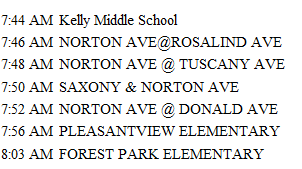 7:44 AM Kelly Middle School
7:46 AM NORTON AVE@ROSALIND AVE
7:48 AM NORTON AVE @ TUSCANY AVE
7:50 AM SAXONY & NORTON AVE
7:52 AM NORTON AVE @ DONALD AVE
7:56 AM PLEASANTVIEW ELEMENTARY
8:03 AM FOREST PARK ELEMENTARY